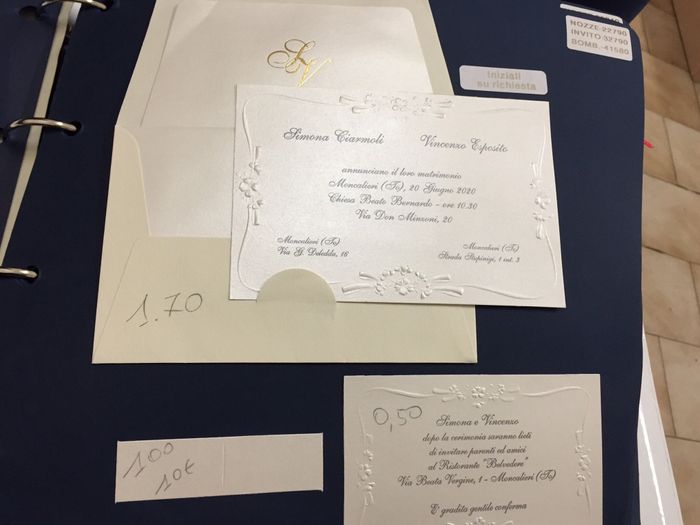 NOZZE-22790
INVITO-32790
BOMB.-41580
iniziali
su richiesta
S
V
Simona Ciarmoli Vincenzo Esposito
annunciano il loro matrimonio
Moncalieri (To), 20 Giugno 2020
Chiesa Beato Bernardo - ore 10.30
Via Don Minzoni, 20
Moncalieri (To)
Via G. Deledda, 16
Moncalieri (To)
Strada Stupinigi, 1 int. 3
1.70
0,50
Simona e Vincenzo
dopo la cerimonia saranno lieti
di invitare parenti ed amici
al Ristorante "Belvedere"
Via Beata Vergine, 1 - Moncalieri (To)
E gradita gentile conferma
100
10€